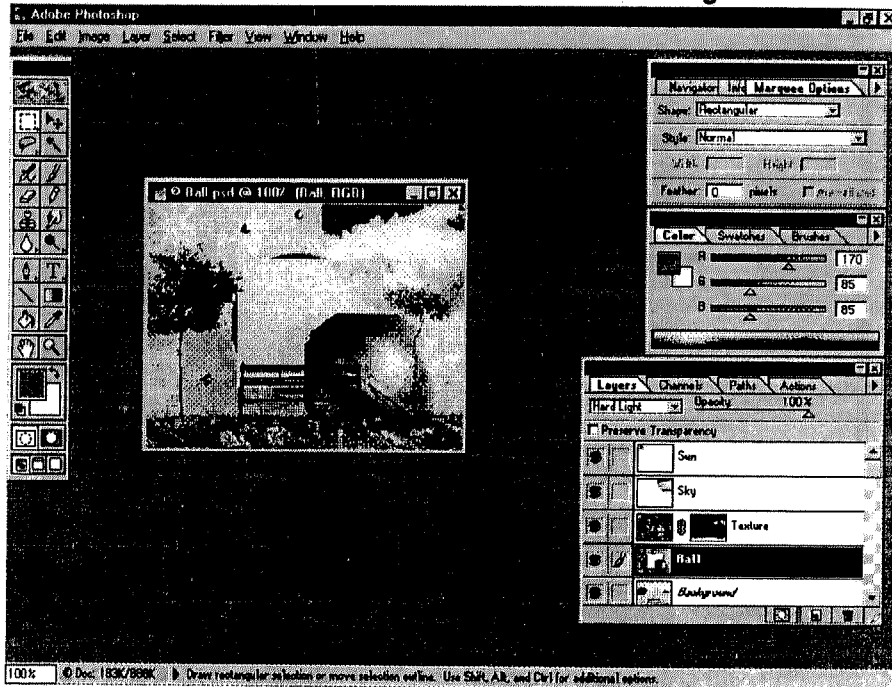 Adobe Photoshop
File Edit Image Layer Select Filter View Window Help
Navigator Info Marquee Options
Shape: Rectangular
Style: Normal
Width: Height:
Feather: 0 pixels Anti-aliased
Ball.psd @ 100% (Ball, RGB)
Color Swatches Brushes
R 170
G 85
B 85
Layers Channels Paths Actions
Hard Light Opacity: 100%
Preserve Transparency
Sun
Sky
Texture
Ball
Background
100% Doc: 183K/866K Draw rectangular selection or move selection outline. Use Shift, Alt, and Ctrl for additional options.